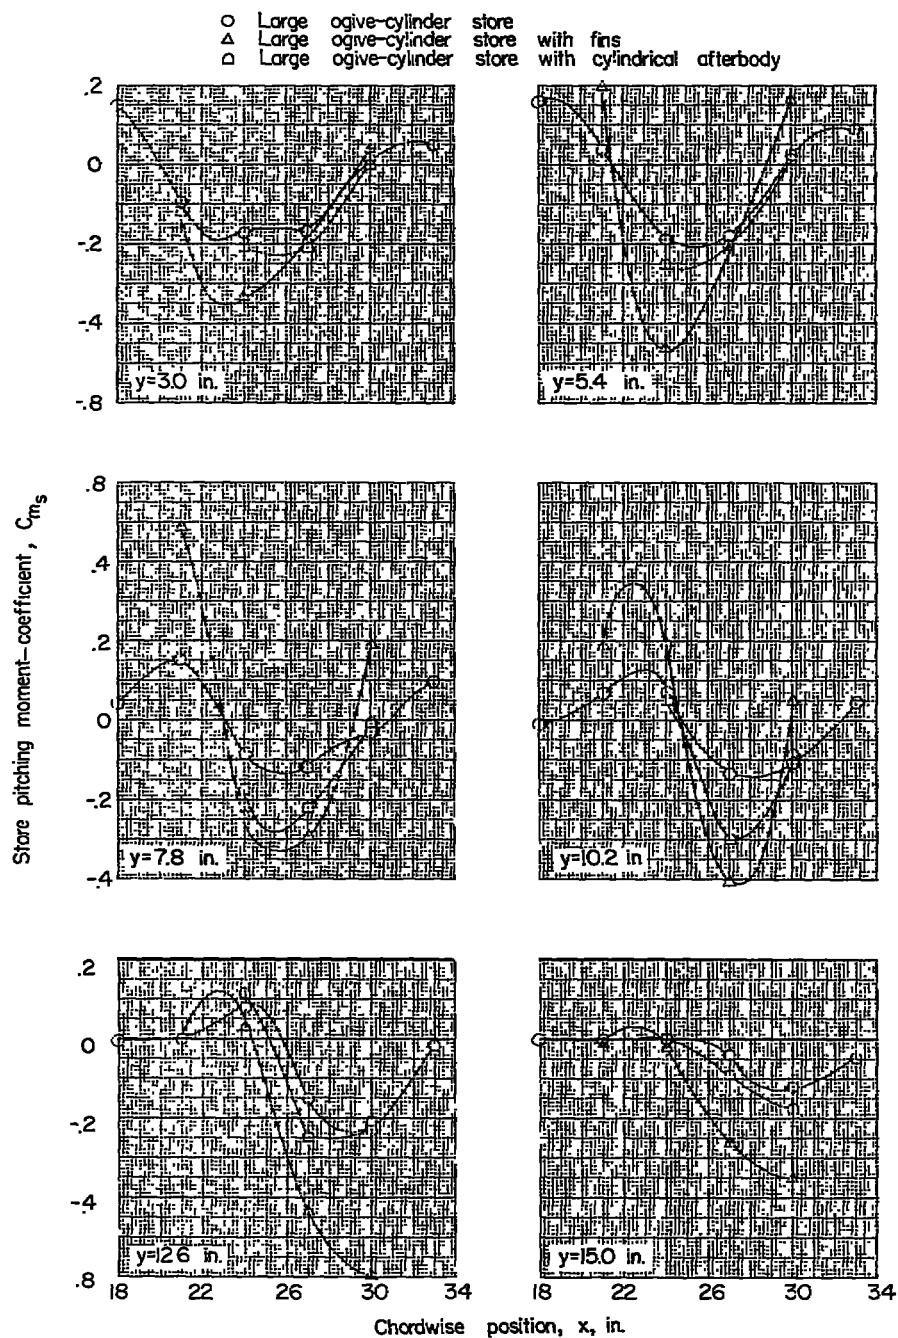 ○ Large ogive-cylinder store
△ Large ogive-cylinder store with fins
□ Large ogive-cylinder store with cylindrical afterbody
.2
0
-.2
-.4
-.8
y=3.0 in.
y=5.4 in.
.8
.4
.2
0
-.2
-.4
y=7.8 in.
y=10.2 in
Store pitching moment-coefficient, Cms
.2
0
-.2
-.4
.8
y=12.6 in.
y=15.0 in.
18 22 26 30 34
18 22 26 30 34
Chordwise position, x, in.